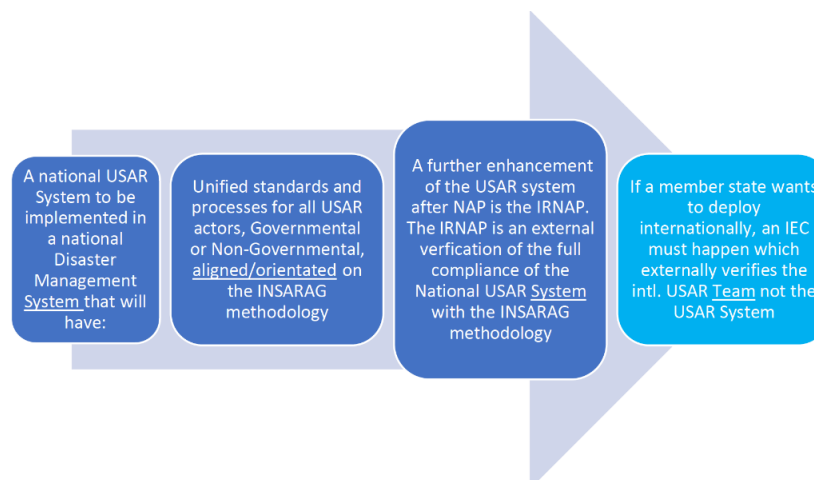 A national USAR
System to be
implemented in
a national
Disaster
Management
System that will
have:
Unified standards and
processes for all USAR
actors, Governmental
or Non-Governmental,
aligned/orientated on
the INSARAG
methodology
A further enhancement
of the USAR system
after NAP is the IRNAP.
The IRNAP is an external
verfication of the full
compliance of the
National USAR System
with the INSARAG
methodology
If a member state wants
to deploy
internationally, an IEC
must happen which
externally verifies the
intl. USAR Team not the
USAR System